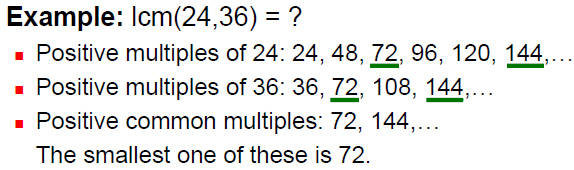 Example: lcm(24,36) = ?
▪ Positive multiples of 24: 24, 48, 72, 96, 120, 144,…
▪ Positive multiples of 36: 36, 72, 108, 144,…
▪ Positive common multiples: 72, 144,…
The smallest one of these is 72.